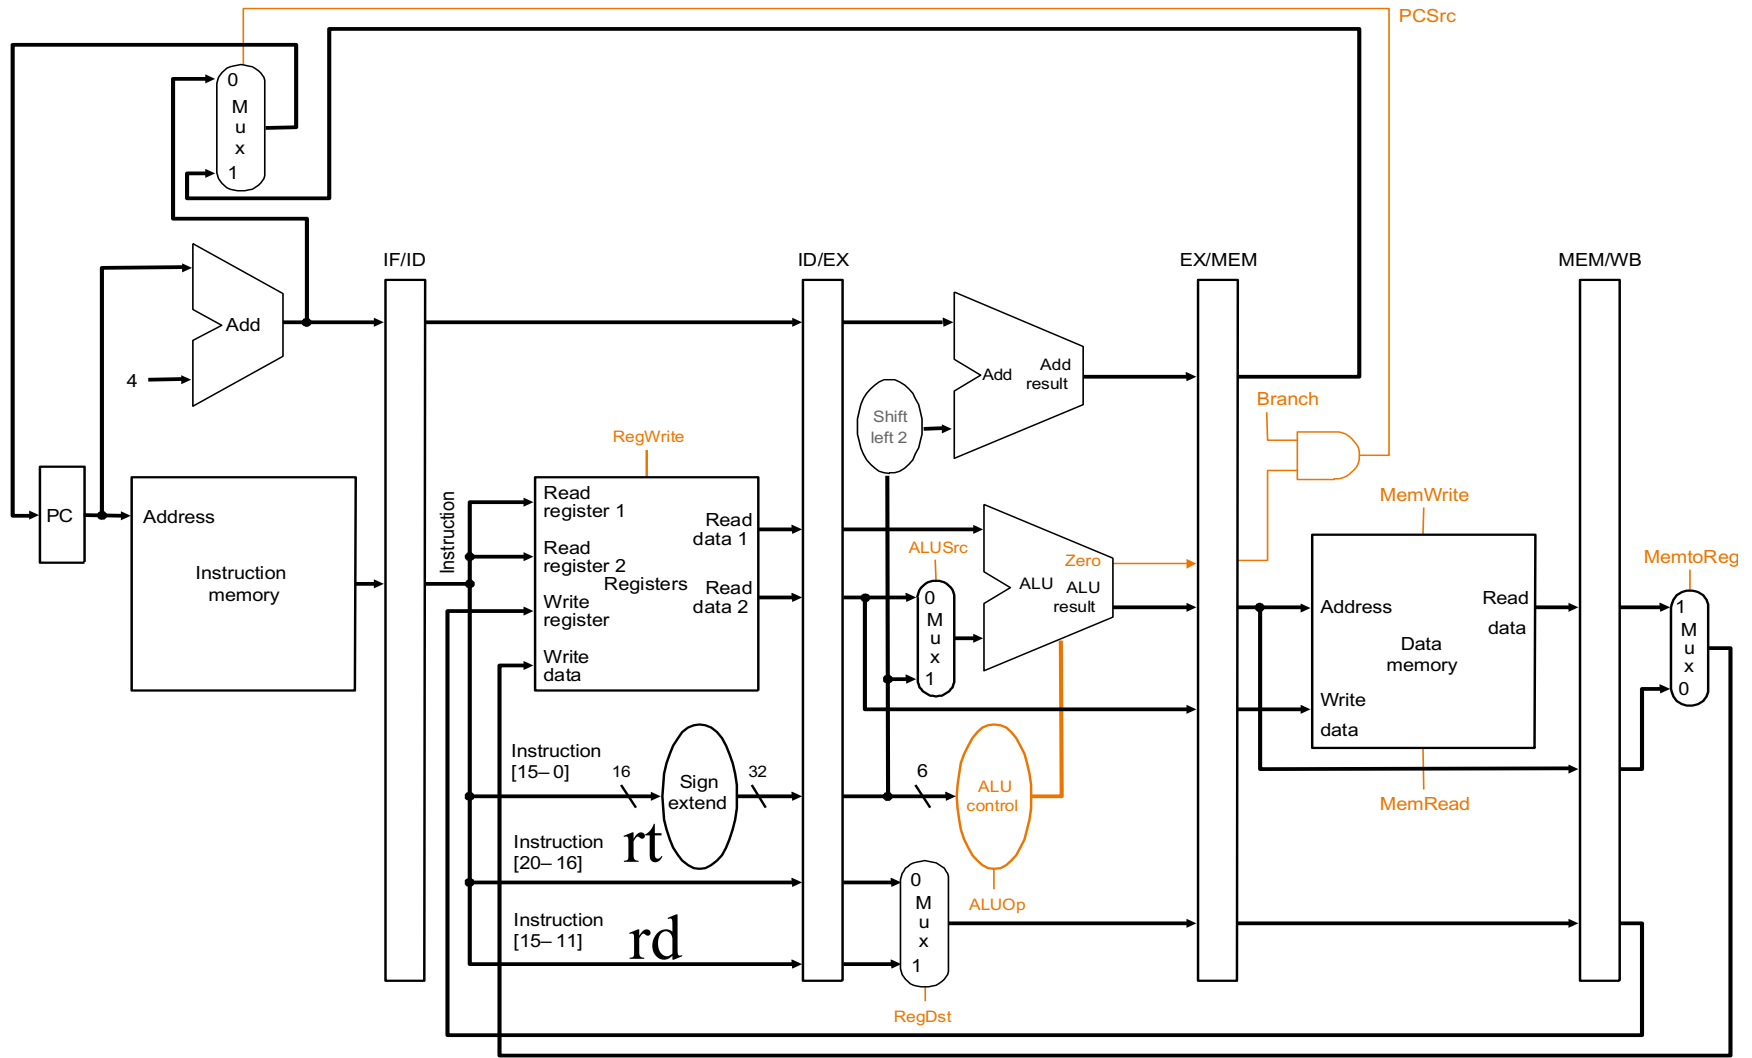 PCSrc
0
M
u
x
1
IF/ID
ID/EX
EX/MEM
MEM/WB
Add
4
Add
Add
result
Shift
left 2
Branch
RegWrite
PC
Address
Instruction
memory
Instruction
Read
register 1
Read
register 2
Write
register
Write
data
Registers
Read
data 1
Read
data 2
ALUSrc
0
M
u
x
1
Zero
ALU
ALU
result
MemWrite
Address
Read
data
Data
memory
Write
data
MemRead
MemtoReg
1
M
u
x
0
Instruction
[15– 0]
16
Sign
extend
32
6
ALU
control
ALUOp
Instruction
[20– 16]
rt
Instruction
[15– 11]
rd
0
M
u
x
1
RegDst